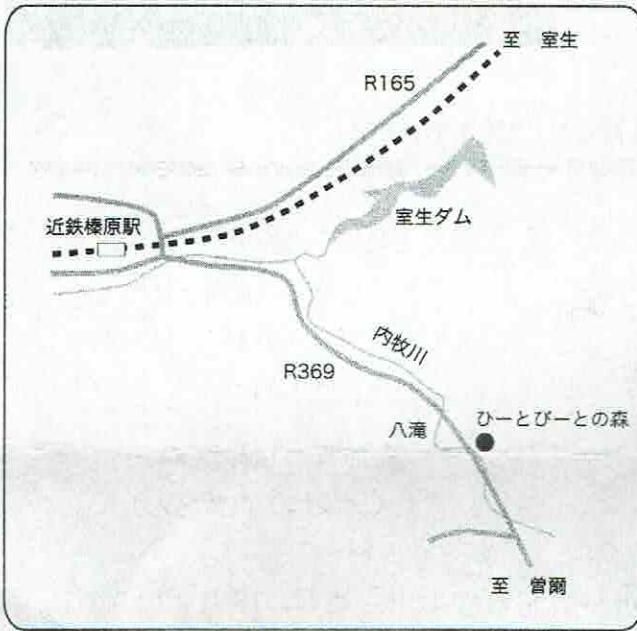 至　室生
R165
近鉄榛原駅
室生ダム
内牧川
R369
八滝
ひーとぴーとの森
至　曽爾